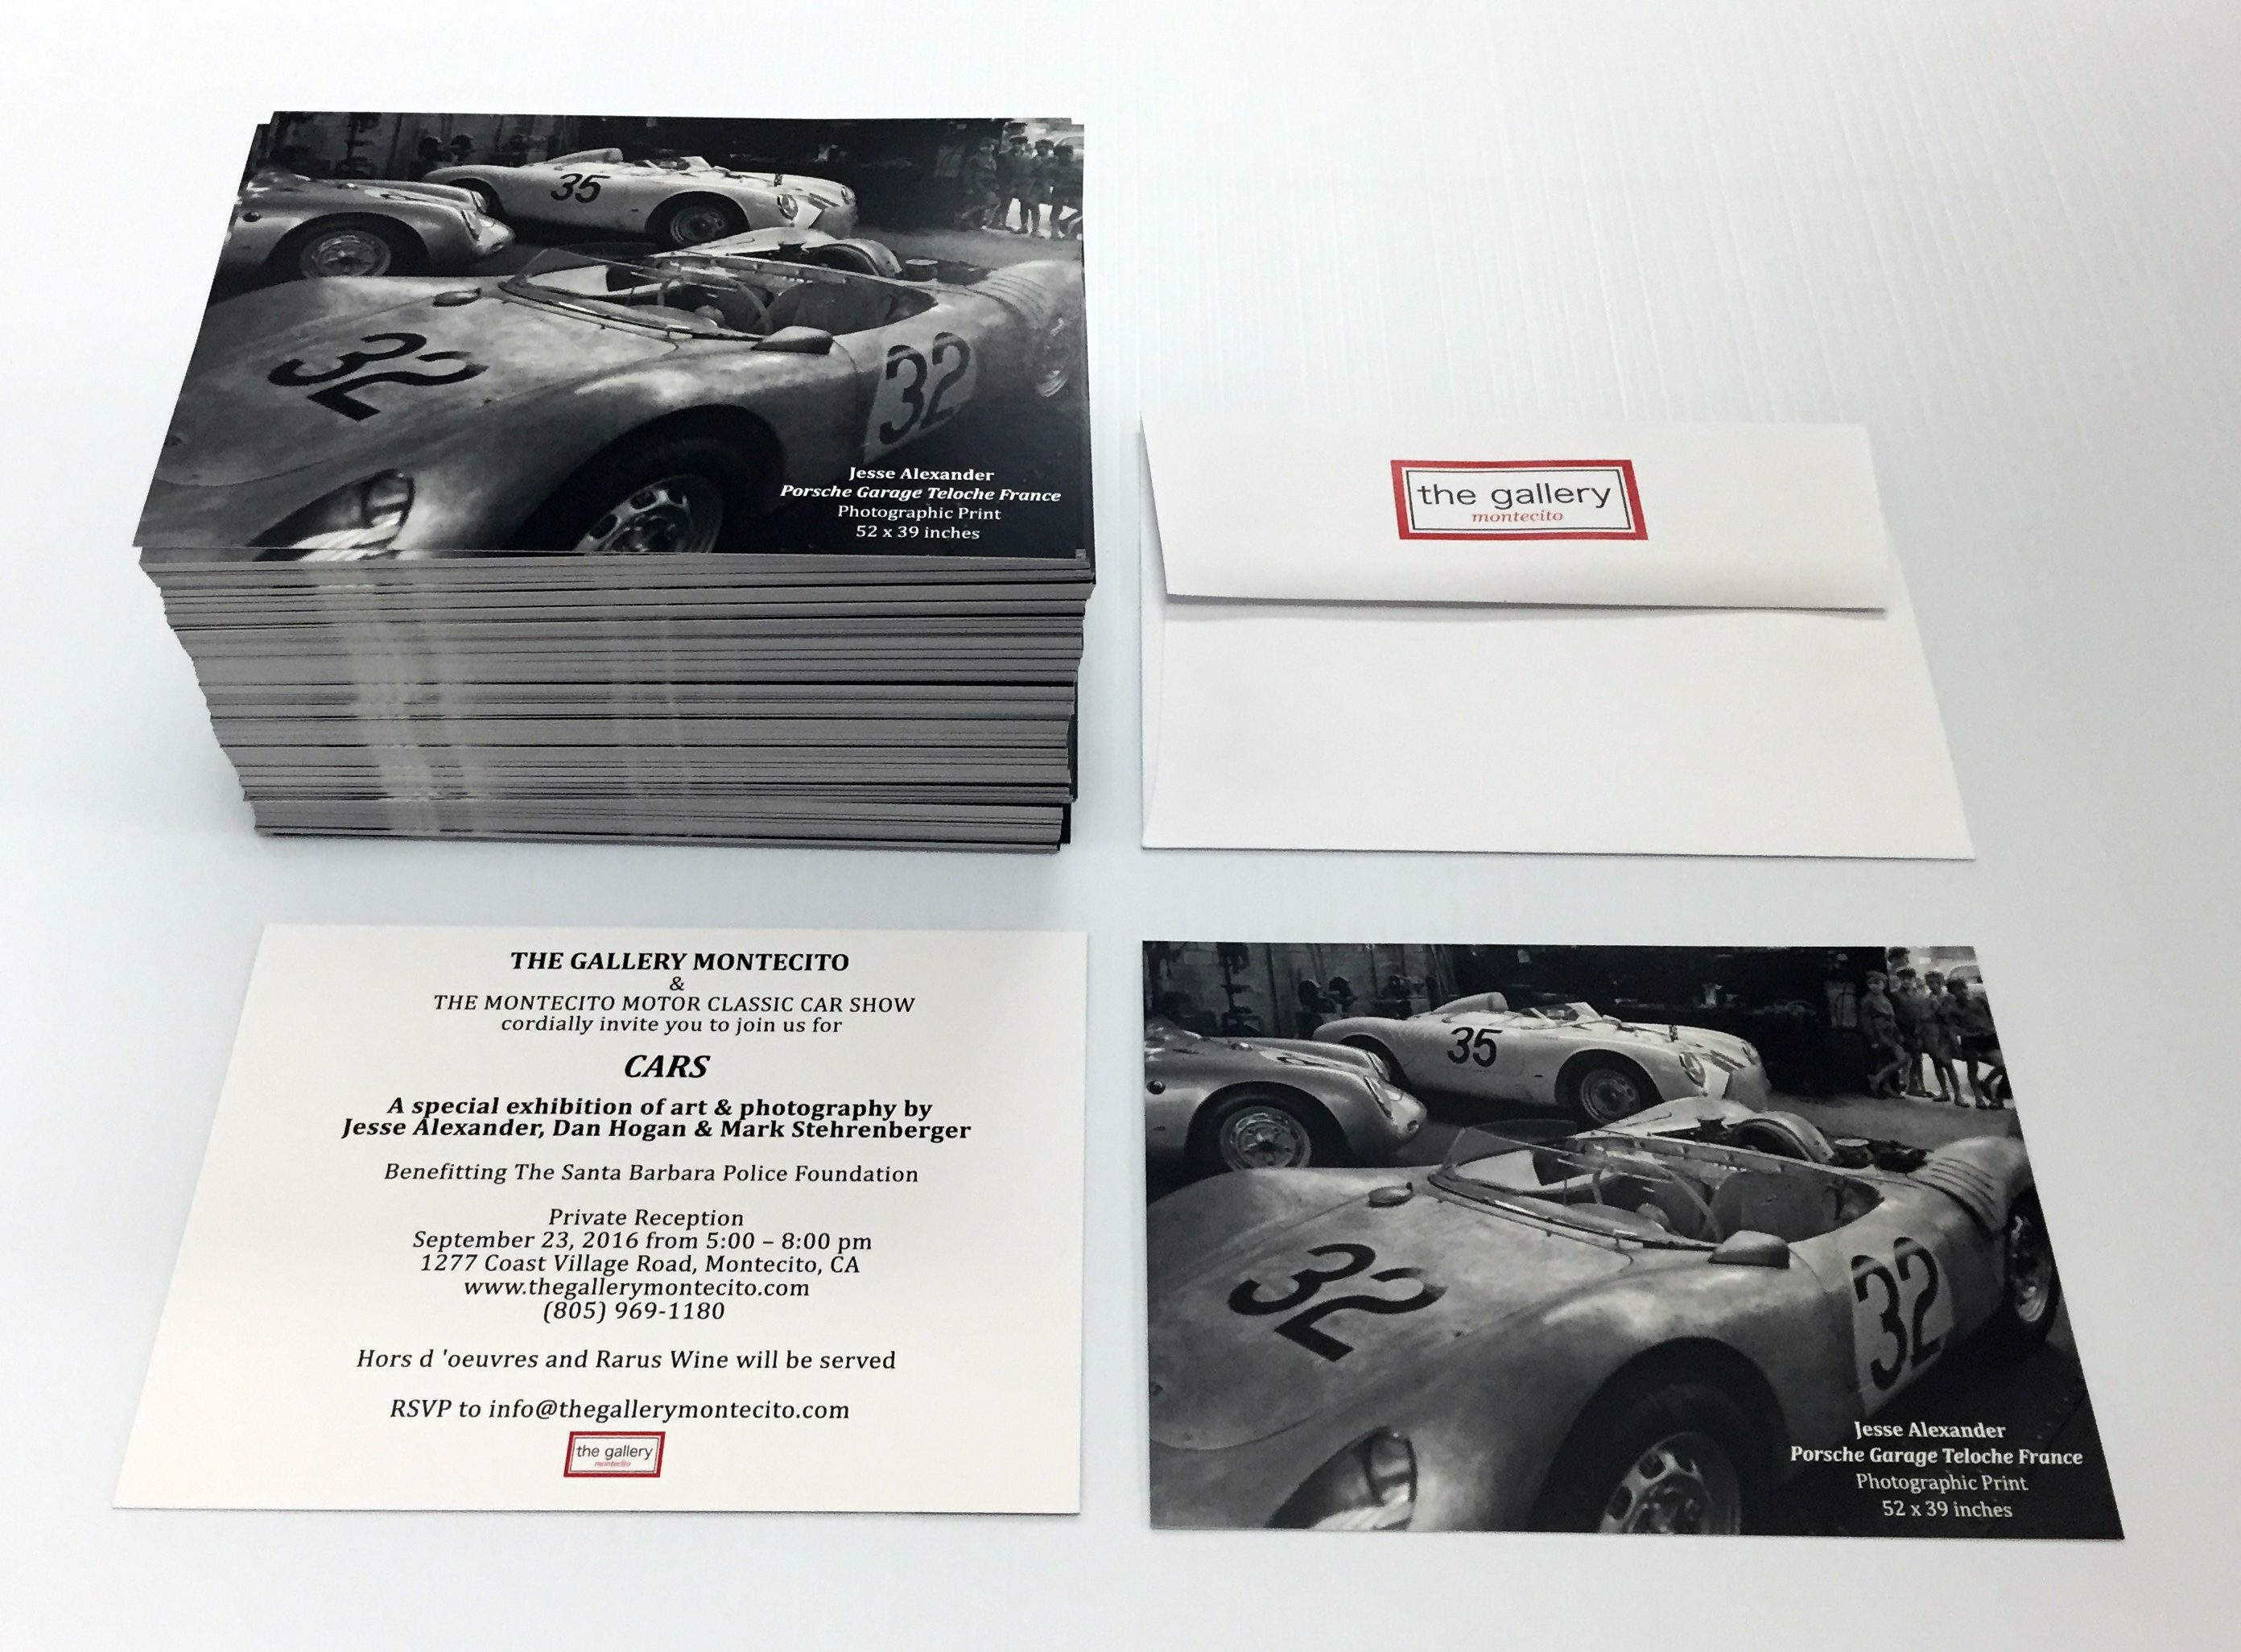 35
32
32
Jesse Alexander
Porsche Garage Teloche France
Photographic Print
52 x 39 inches
the gallery
montecito
THE GALLERY MONTECITO
&
THE MONTECITO MOTOR CLASSIC CAR SHOW
cordially invite you to join us for
CARS
A special exhibition of art & photography by
Jesse Alexander, Dan Hogan & Mark Stehrenberger
Benefitting The Santa Barbara Police Foundation
Private Reception
September 23, 2016 from 5:00 – 8:00 pm
1277 Coast Village Road, Montecito, CA
www.thegallerymontecito.com
(805) 969-1180
Hors d 'oeuvres and Rarus Wine will be served
RSVP to info@thegallerymontecito.com
the gallery
montecito
35
32
32
Jesse Alexander
Porsche Garage Teloche France
Photographic Print
52 x 39 inches